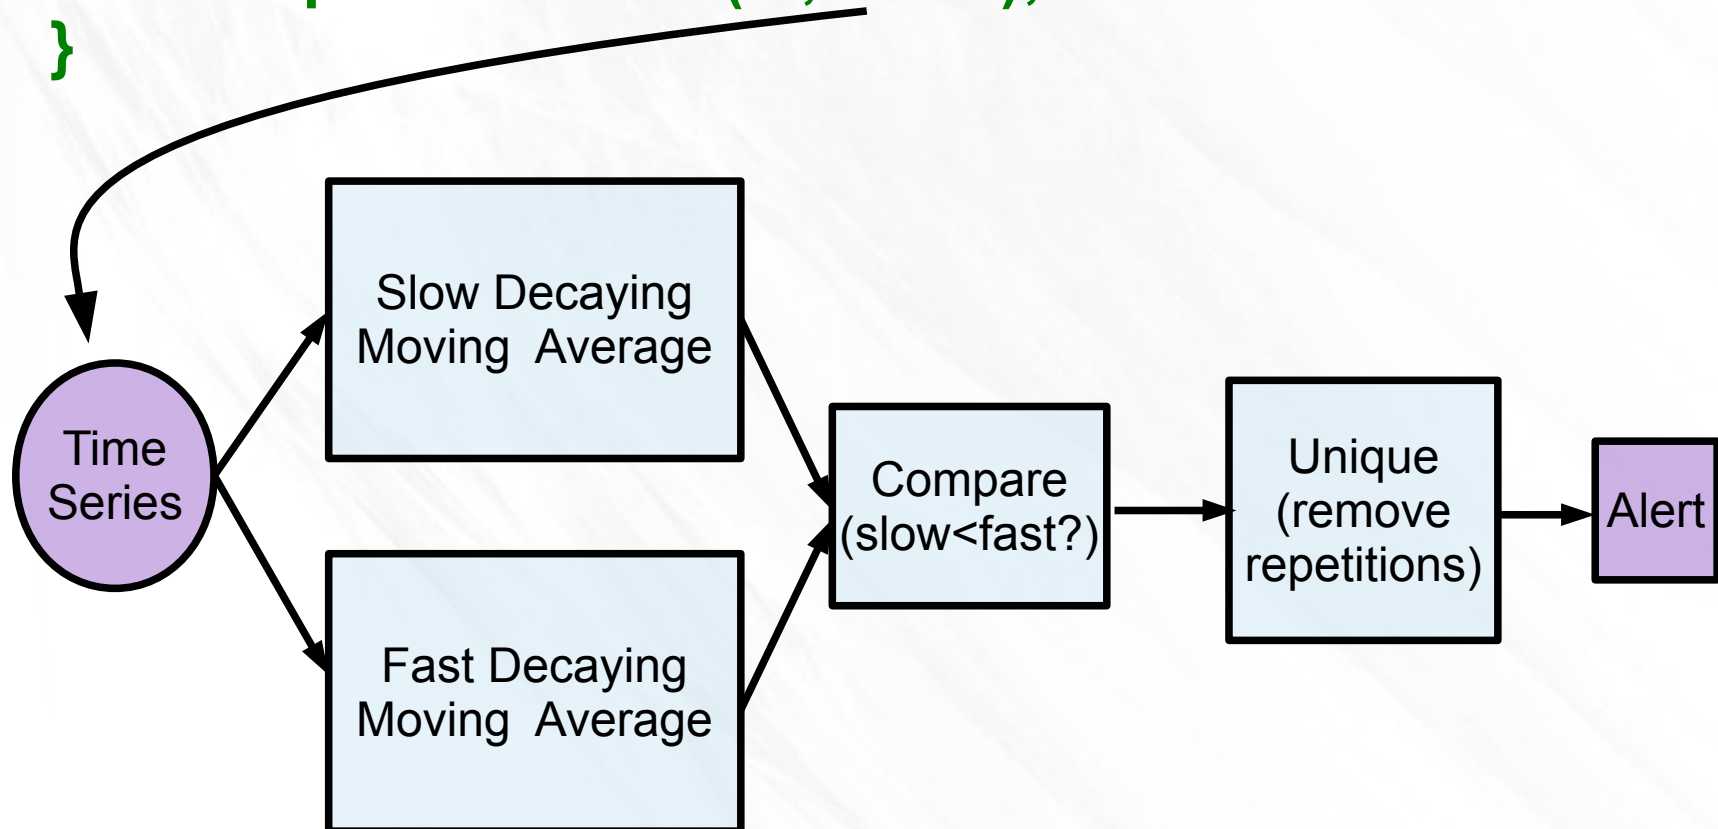 }
Slow Decaying
Moving Average
Time
Series
Compare
(slow<fast?)
Unique
(remove
repetitions)
Alert
Fast Decaying
Moving Average